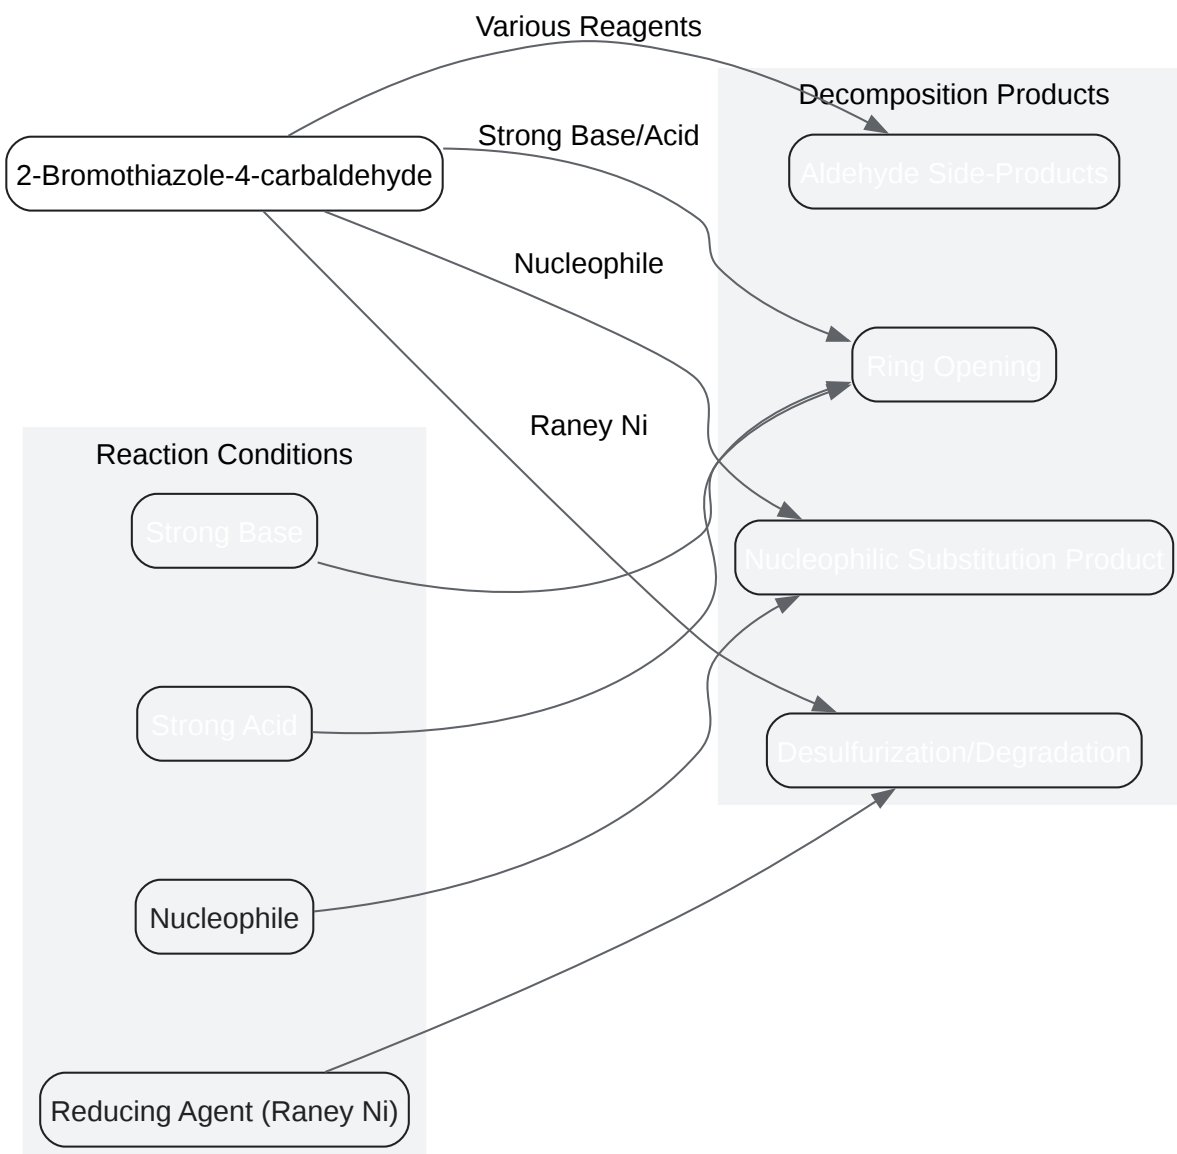 Various Reagents
Decomposition Products
Strong Base/Acid
2-Bromothiazole-4-carbaldehyde
Aldehyde Side-Products
Nucleophile
Ring Opening
Raney Ni
Reaction Conditions
Strong Base
Nucleophilic Substitution Product
Strong Acid
Desulfurization/Degradation
Nucleophile
Reducing Agent (Raney Ni)